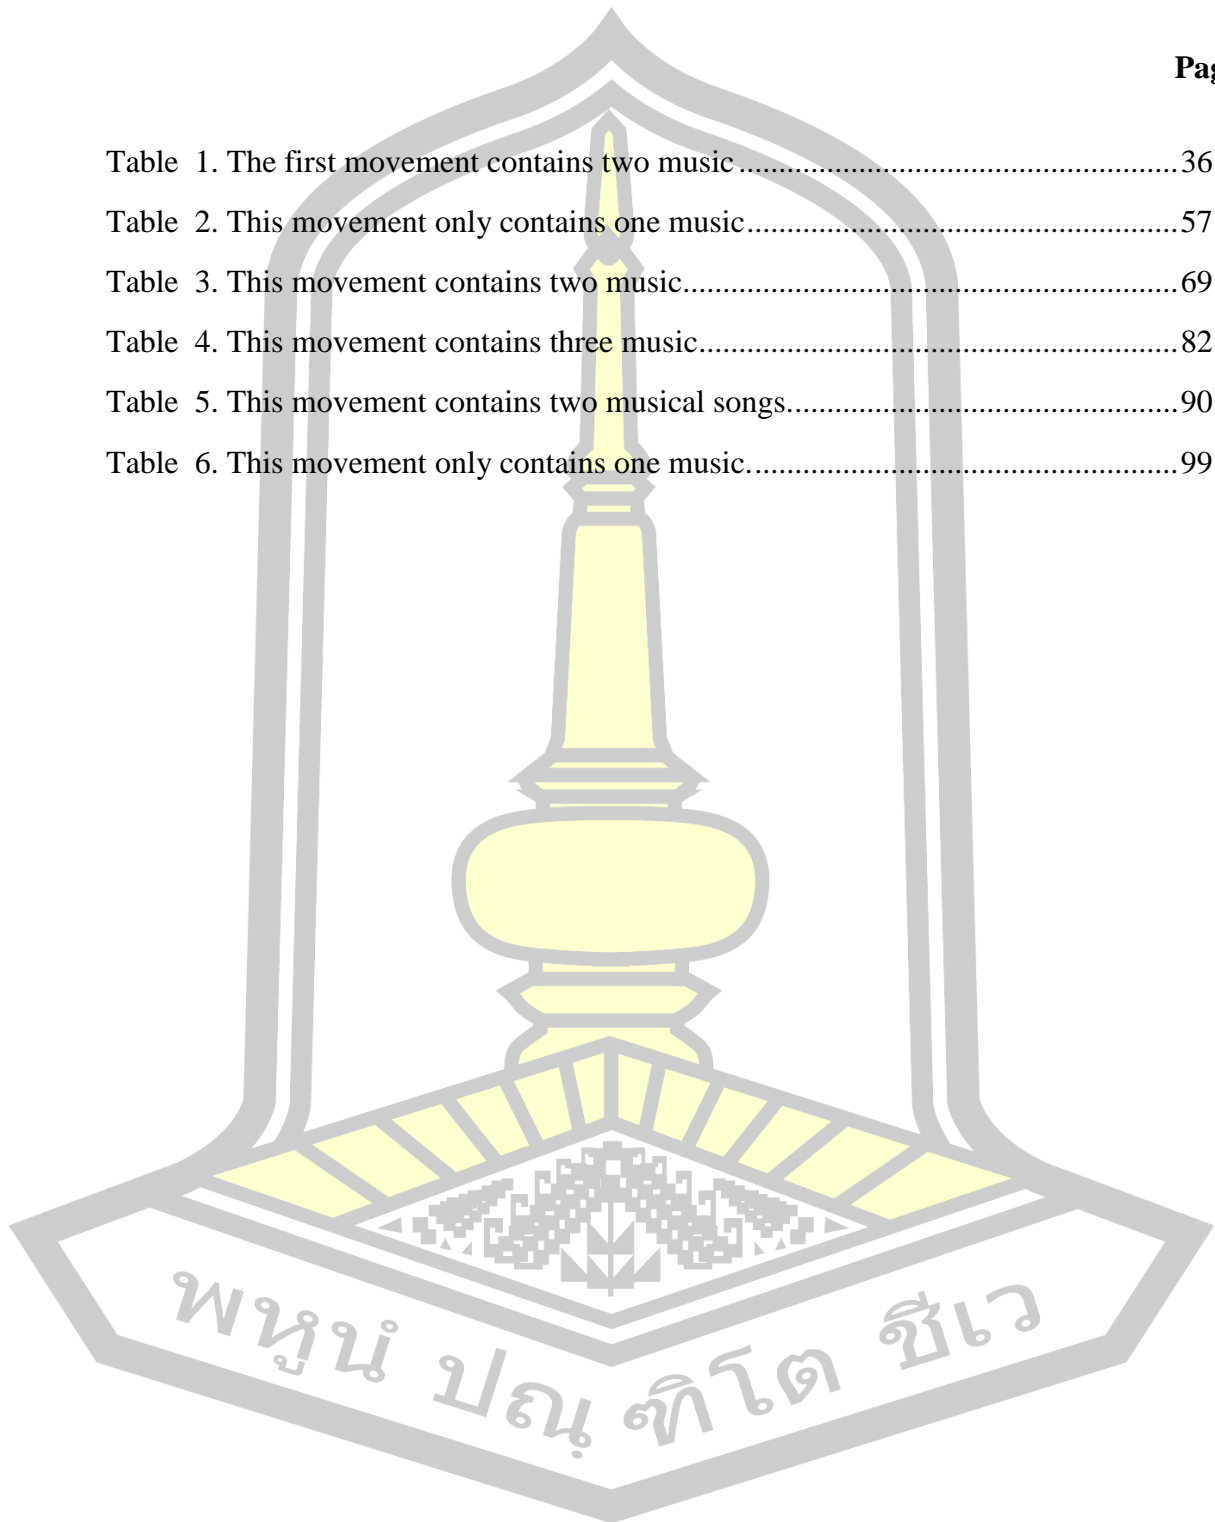 Pag
Table 1. The first movement contains two music ........................................................36
Table 2. This movement only contains one music.......................................................57
Table 3. This movement contains two music...............................................................69
Table 4. This movement contains three music.............................................................82
Table 5. This movement contains two musical songs..................................................90
Table 6. This movement only contains one music.......................................................99
พหูนํ ปณฺฑิโต ชีเว